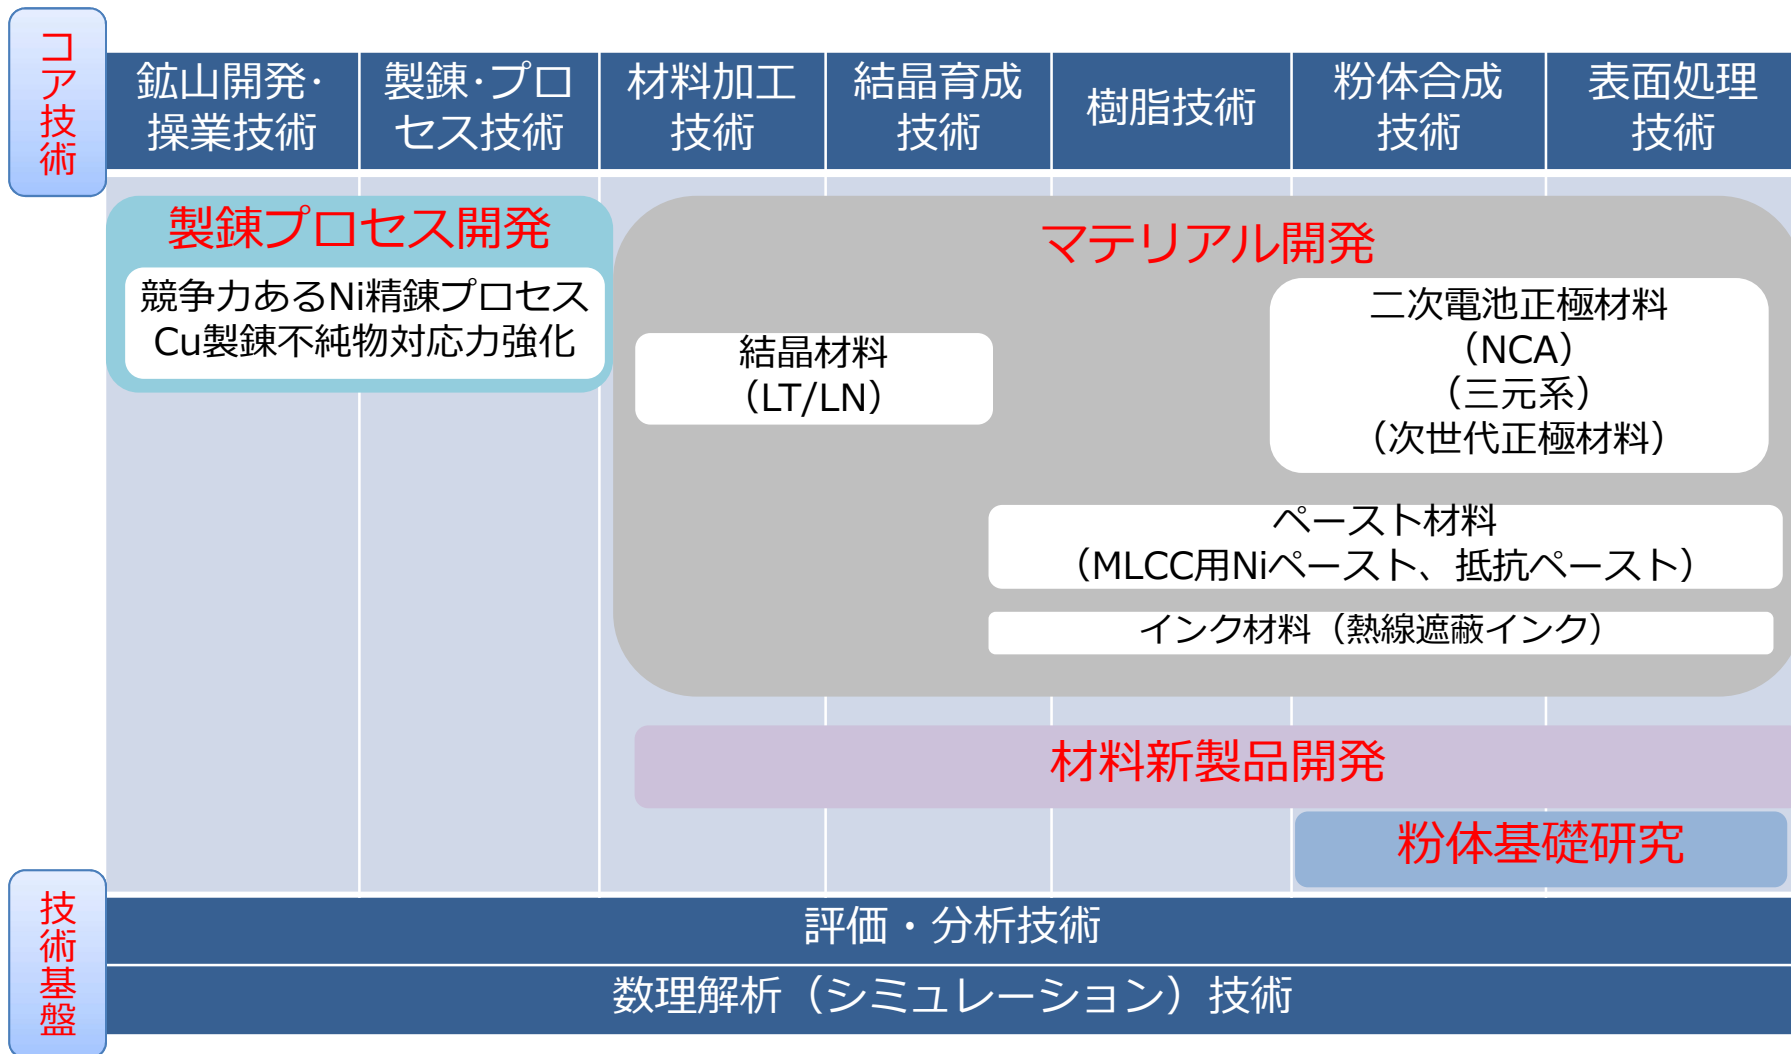 コア技術
鉱山開発・
操業技術
製錬・プロ
セス技術
材料加工
技術
結晶育成
技術
樹脂技術
粉体合成
技術
表面処理
技術
製錬プロセス開発
競争力あるNi精錬プロセス
Cu製錬不純物対応力強化
マテリアル開発
結晶材料
（LT/LN）
二次電池正極材料
（NCA）
（三元系）
（次世代正極材料）
ペースト材料
（MLCC用Niペースト、抵抗ペースト）
インク材料（熱線遮蔽インク）
材料新製品開発
粉体基礎研究
技術基盤
評価・分析技術
数理解析（シミュレーション）技術